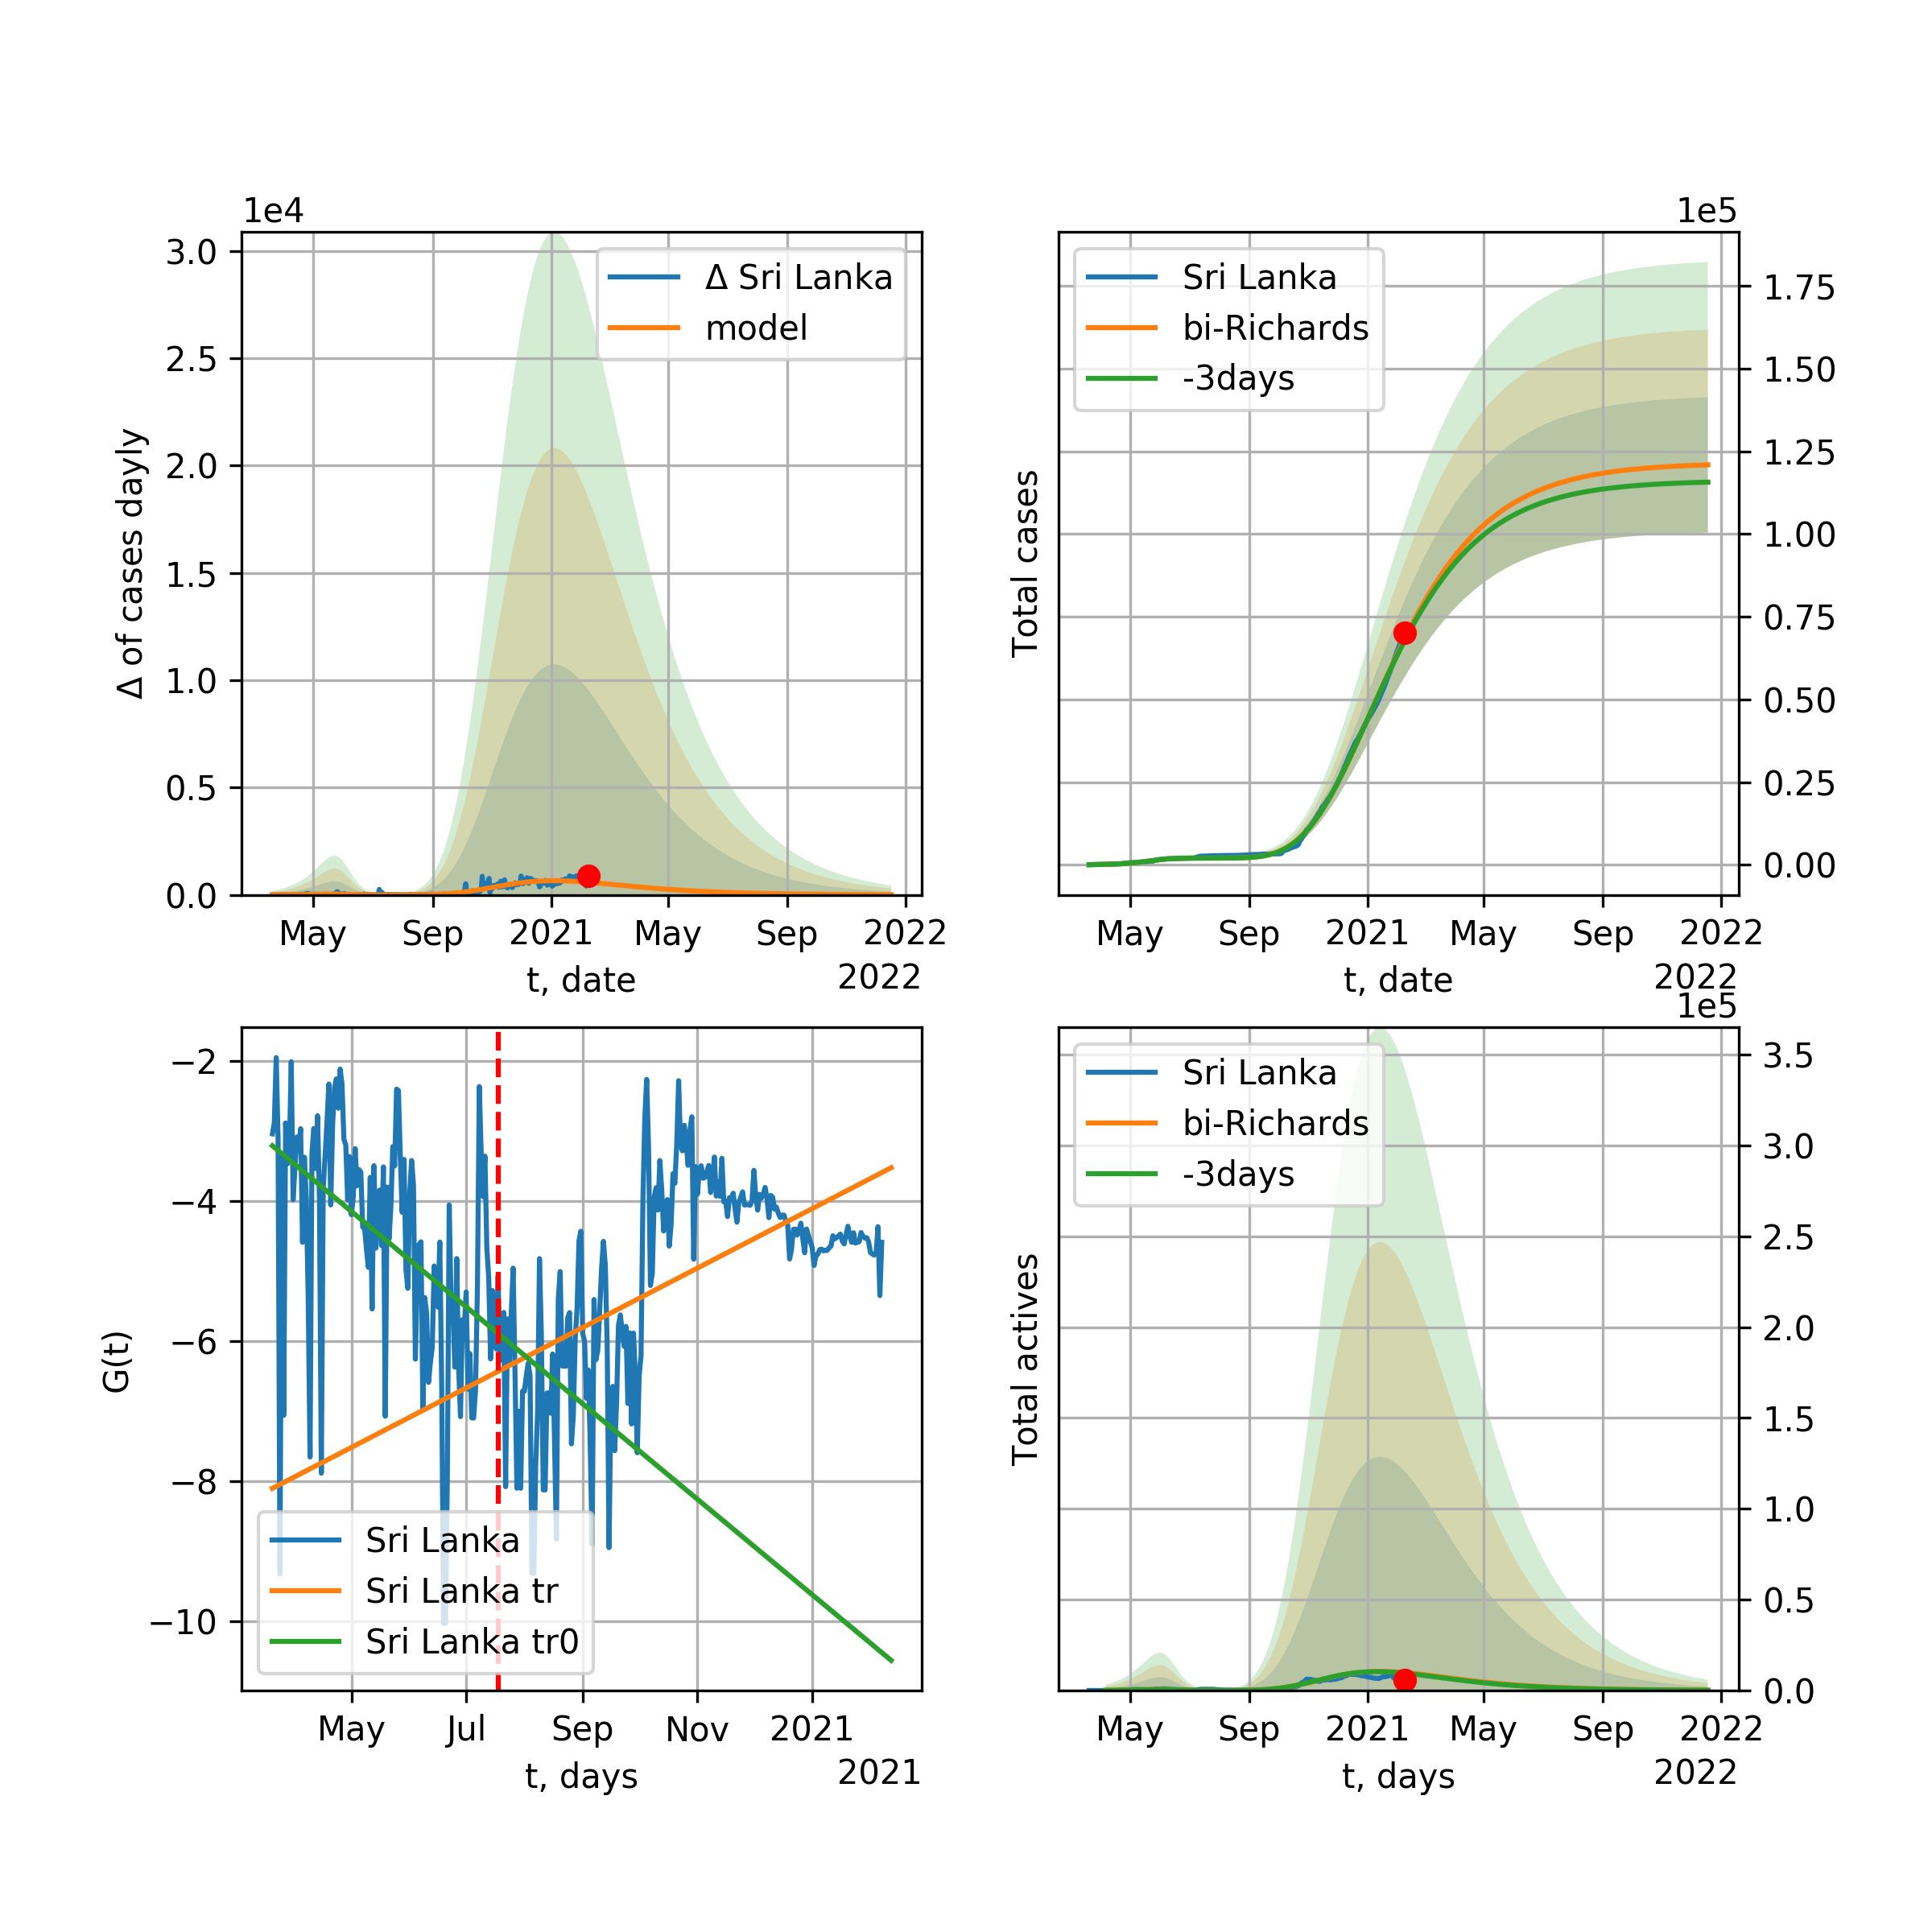 1e4
Δ of cases dayly
3.0
2.5
2.0
1.5
1.0
0.5
0.0
Δ Sri Lanka
model
May Sep 2021 May Sep 2022
t, date
2022
1e5
Total cases
Sri Lanka
bi-Richards
-3days
1.75
1.50
1.25
1.00
0.75
0.50
0.25
0.00
May Sep 2021 May Sep 2022
t, date
2022
G(t)
−2
−4
−6
−8
−10
Sri Lanka
Sri Lanka tr
Sri Lanka tr0
May Jul Sep Nov 2021
t, days
2021
1e5
Total actives
Sri Lanka
bi-Richards
-3days
3.5
3.0
2.5
2.0
1.5
1.0
0.5
0.0
May Sep 2021 May Sep 2022
t, days
2022